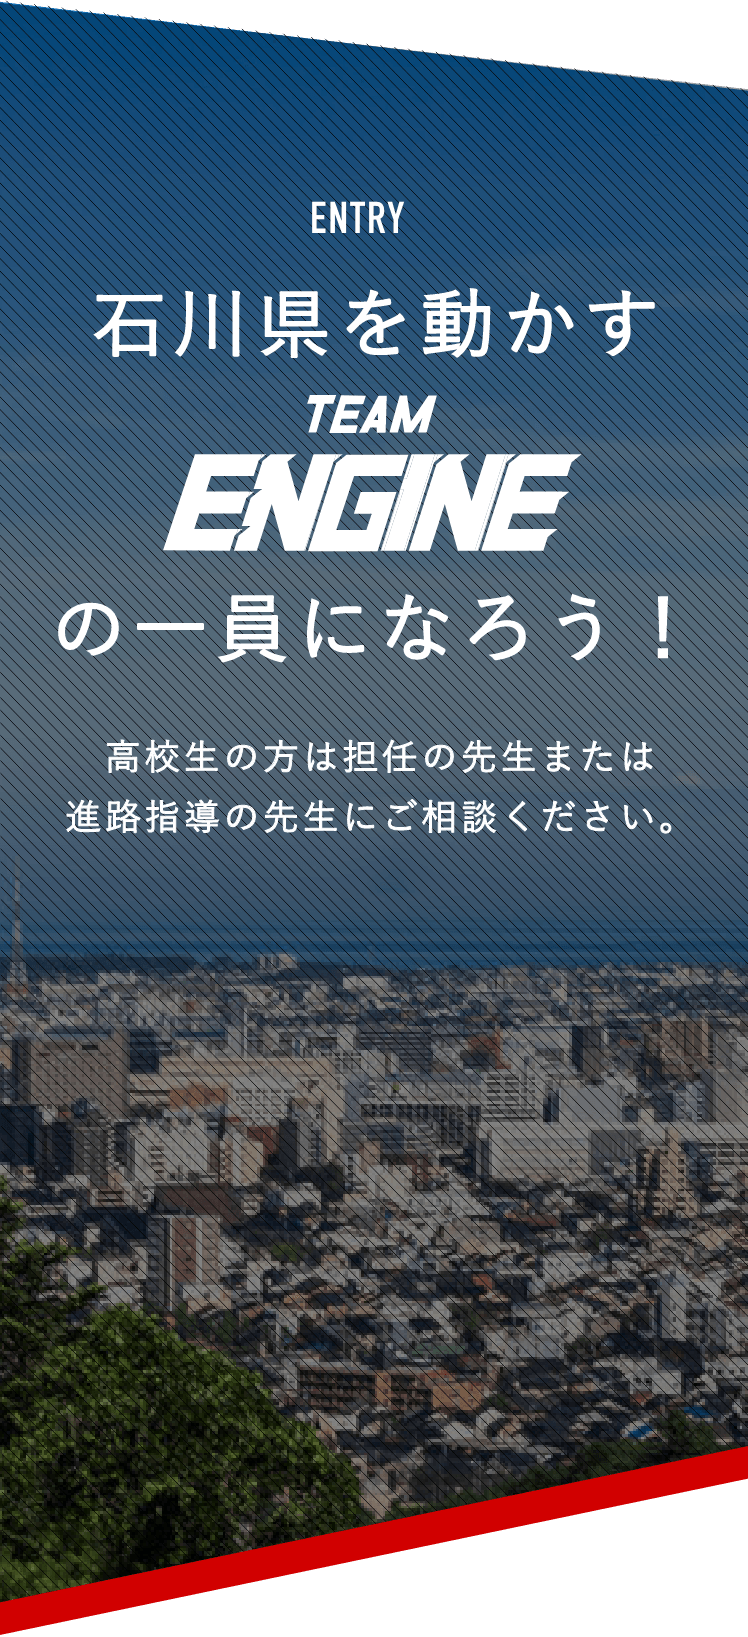 ENTRY
石川県を動かす
TEAM
ENGINE
の一員になろう！
高校生の方は担任の先生または
進路指導の先生にご相談ください。